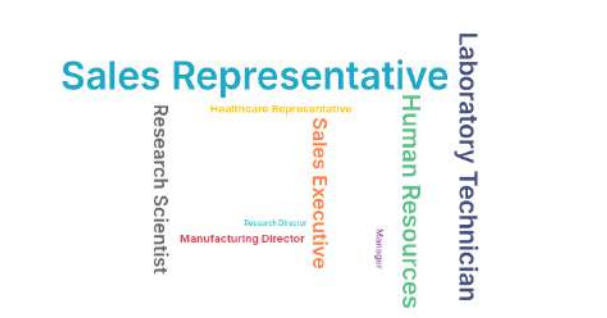 Sales Representative
Laboratory Technician
Human Resources
Healthcare Representative
Research Scientist
Sales Executive
Research Director
Manufacturing Director
Manager